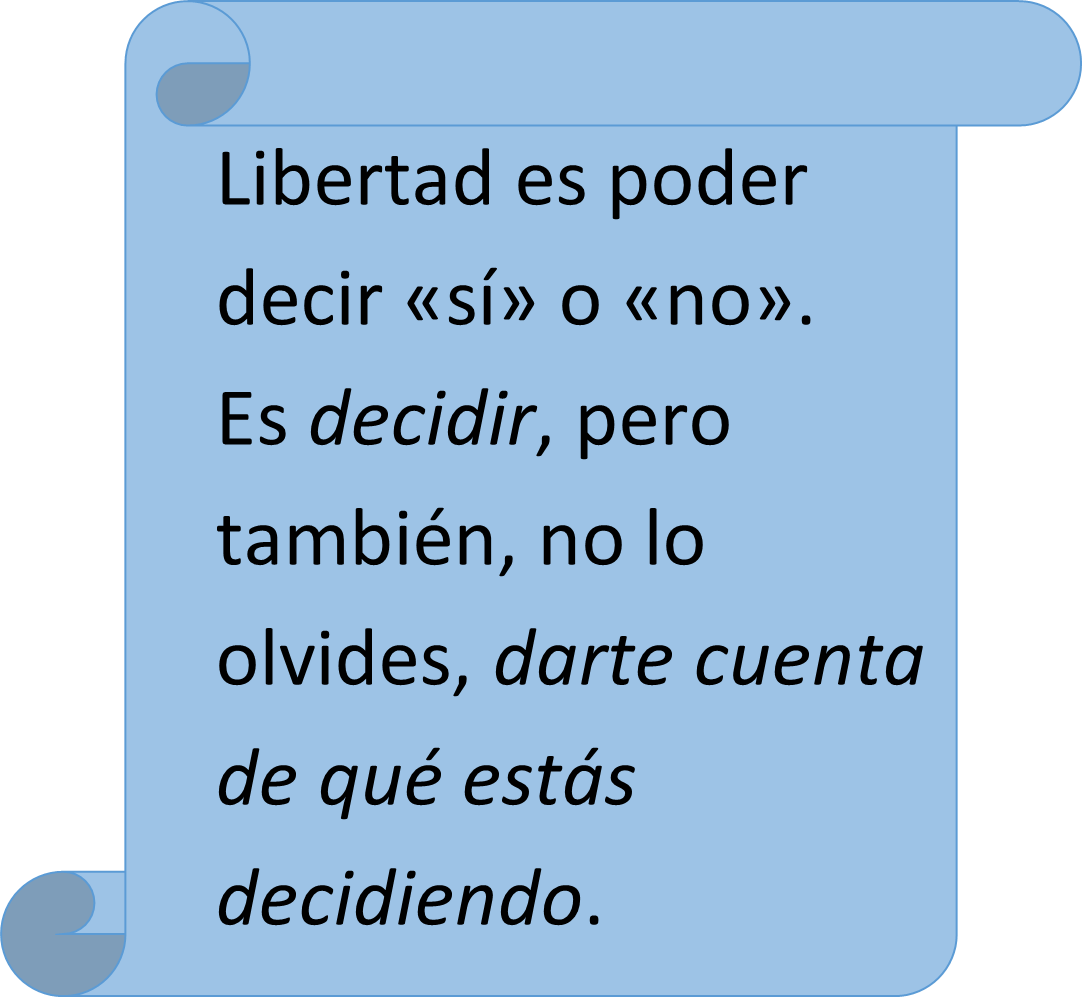 Libertad es poder
decir «sí» o «no».
Es decidir, pero
también, no lo
olvides, darte cuenta
de qué estás
decidiendo.